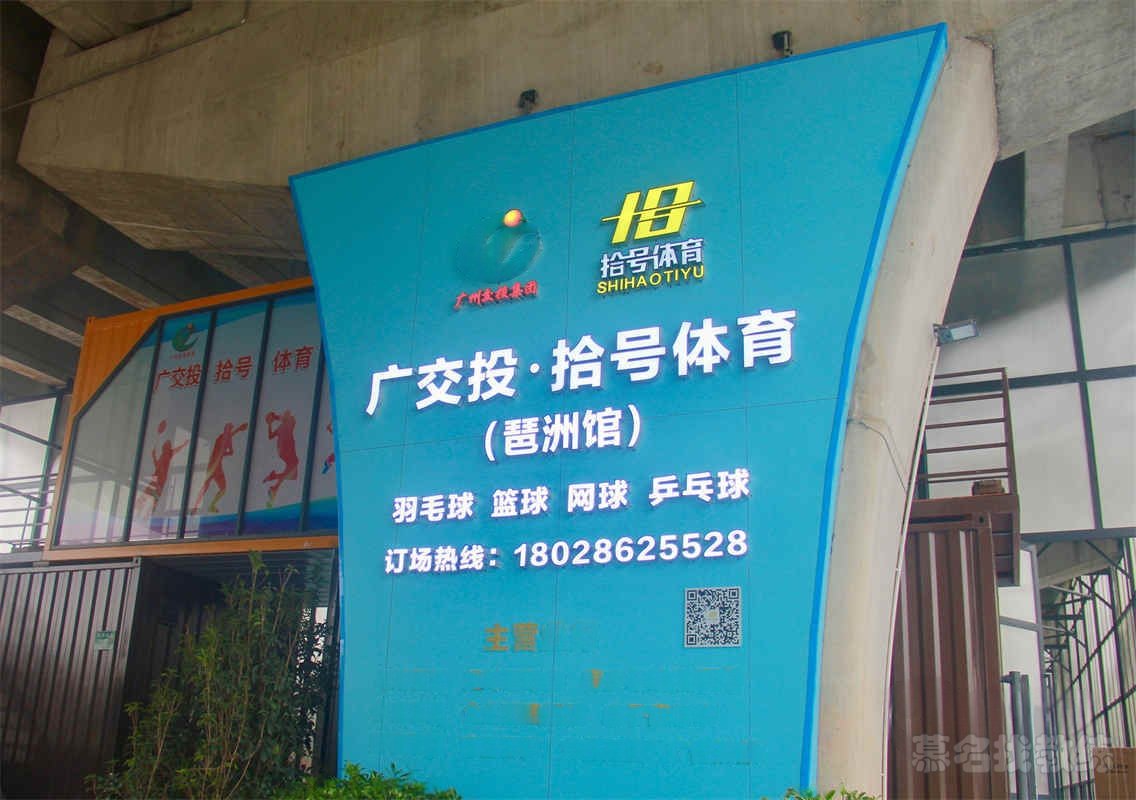 拾号体育
SHIHAOTIYU
广州交投集团
广交投·拾号体育
(琶洲馆)
羽毛球 篮球 网球 乒乓球
订场热线：18028625528
主营
广交投 拾号 体育
慕名找教练